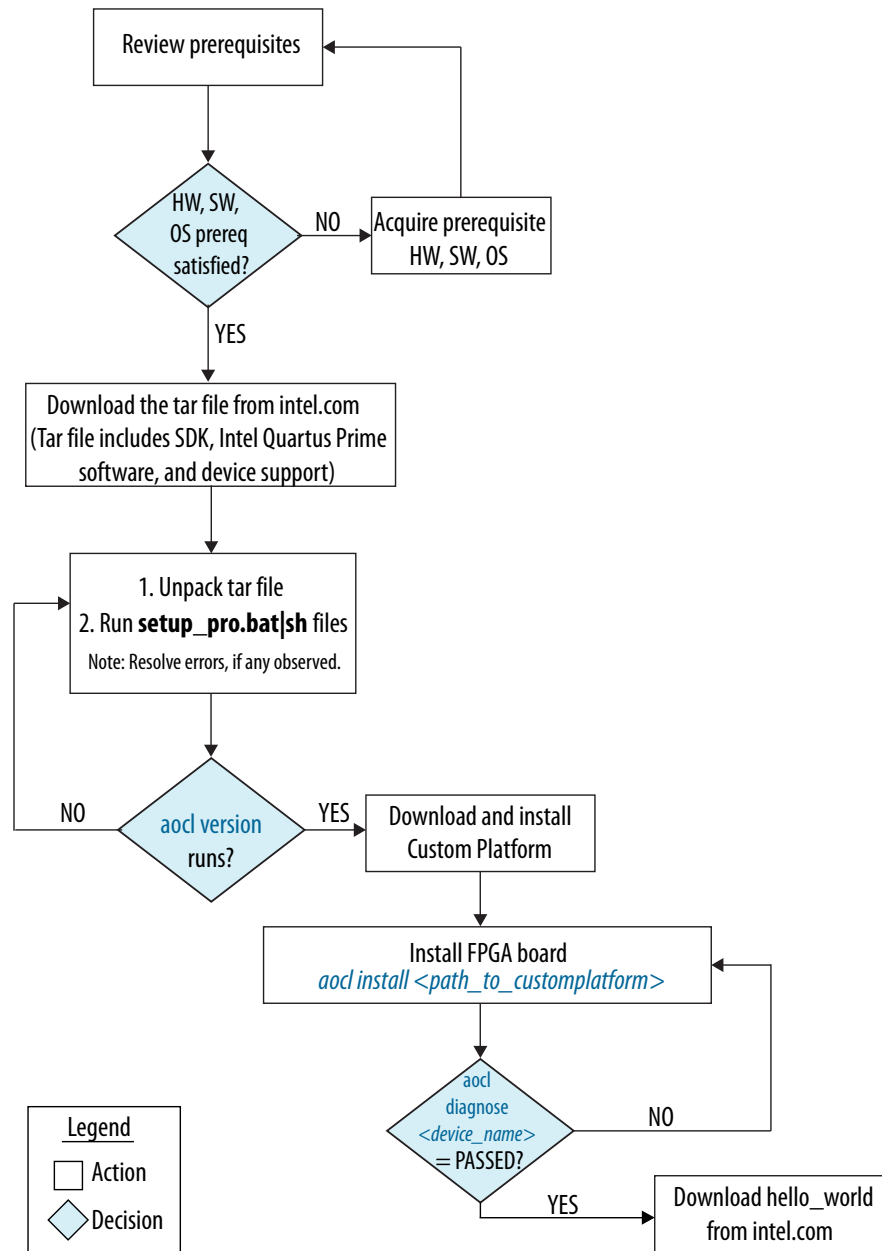 Review prerequisites
HW, SW,
OS prereq
satisfied?
NO
Acquire prerequisite
HW, SW, OS
YES
Download the tar file from intel.com
(Tar file includes SDK, Intel Quartus Prime
software, and device support)
1. Unpack tar file
2. Run setup_pro.bat|sh files
Note: Resolve errors, if any observed.
NO
aocl version
runs?
YES
Download and install
Custom Platform
Install FPGA board
aocl install <path_to_customplatform>
aocl
diagnose
<device_name>
= PASSED?
NO
YES
Download hello_world
from intel.com
Legend
Action
Decision